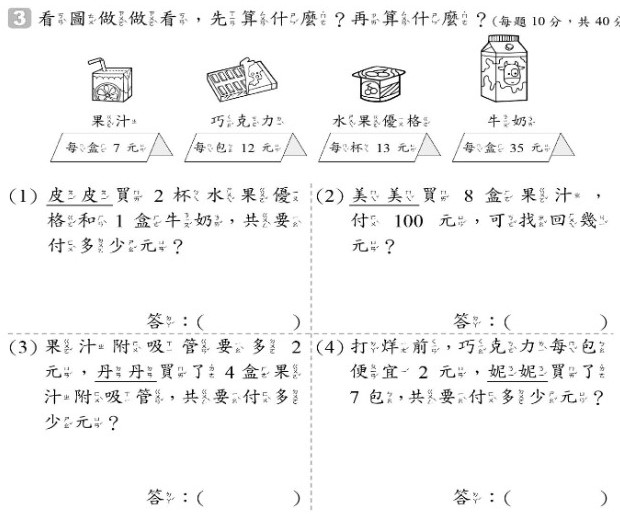 3 看圖做做看，先算什麼？再算什麼？(每題 10 分，共 40
果汁
巧克力
水果優格
牛奶
每盒 7 元
每包 12 元
每杯 13 元
每盒 35 元
(1) 皮皮買 2 杯水果優
格和 1 盒牛奶，共要
付多少元？
答：( )
(2) 美美買 8 盒果汁，
付 100 元，可找回幾
元？
答：( )
(3) 果汁附吸管要多 2
元，丹丹買了 4 盒果
汁附吸管，共要付多
少元？
答：( )
(4) 打烊前，巧克力每包
便宜 2 元，妮妮買了
7 包，共要付多少元？
答：( )